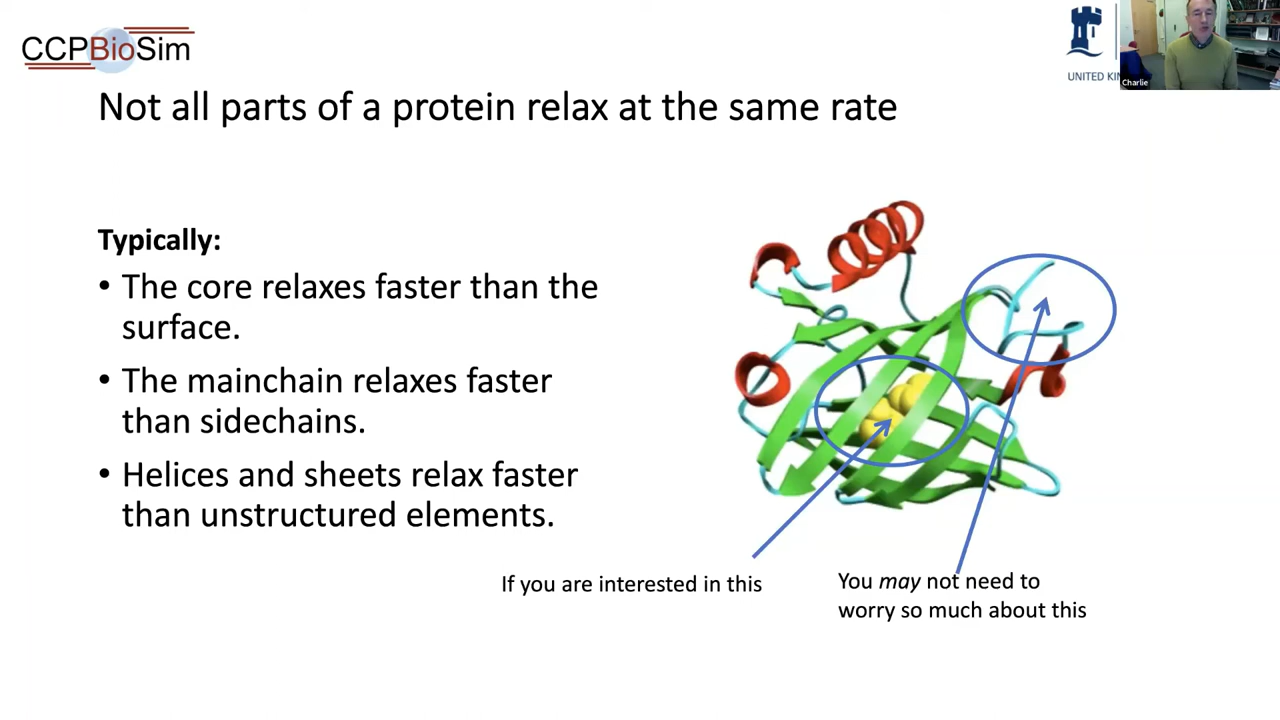 CCPBioSim
UNITED KIN
Charlie
Not all parts of a protein relax at the same rate
Typically:
• The core relaxes faster than the
surface.
• The mainchain relaxes faster
than sidechains.
• Helices and sheets relax faster
than unstructured elements.
If you are interested in this
You may not need to
worry so much about this